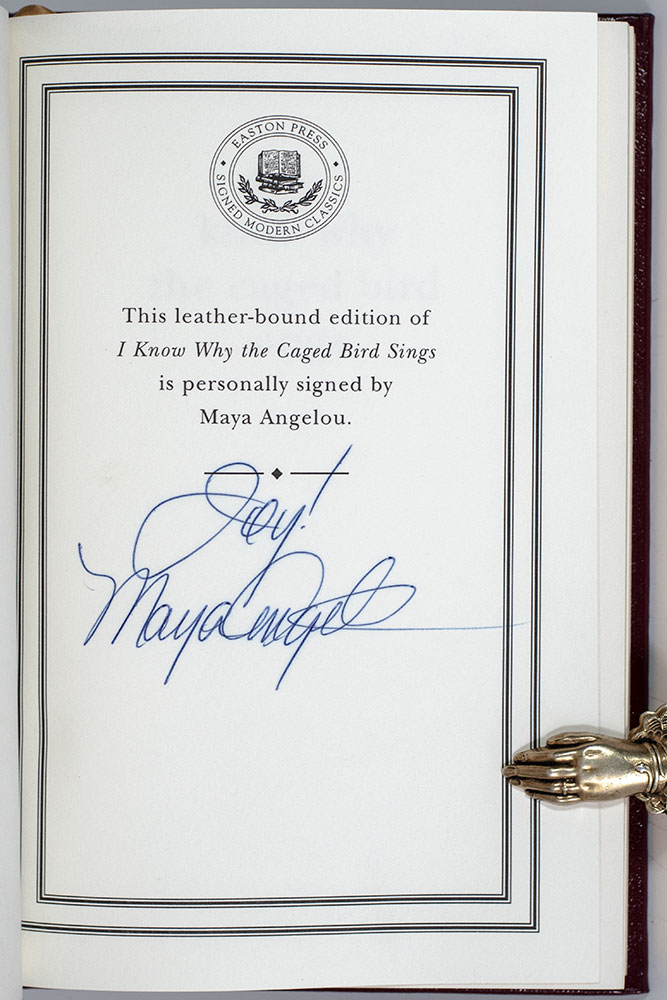 EASTON PRESS
SIGNED MODERN CLASSICS
This leather-bound edition of
I Know Why the Caged Bird Sings
is personally signed by
Maya Angelou.
Joy!
Maya Angelou